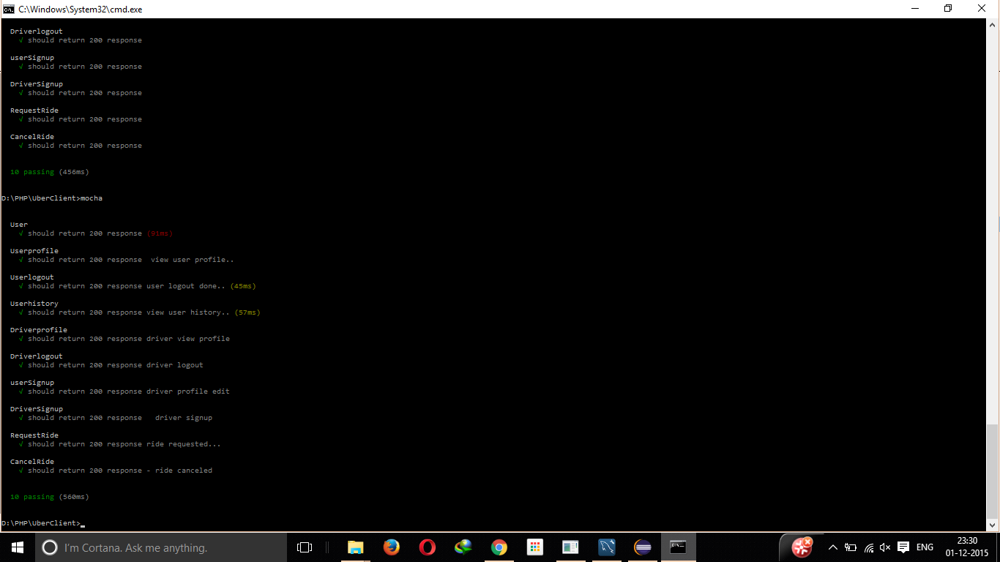 C:\Windows\System32\cmd.exe
Driverlogout
√ should return 200 response
userSignup
√ should return 200 response
DriverSignup
√ should return 200 response
RequestRide
√ should return 200 response
CancelRide
√ should return 200 response
10 passing (456ms)
D:\PHP\UberClient>mocha
User
√ should return 200 response (91ms)
Userprofile
√ should return 200 response  view user profile..
Userlogout
√ should return 200 response user logout done.. (45ms)
Userhistory
√ should return 200 response view user history.. (57ms)
Driverprofile
√ should return 200 response driver view profile
Driverlogout
√ should return 200 response driver logout
userSignup
√ should return 200 response driver profile edit
DriverSignup
√ should return 200 response   driver signup
RequestRide
√ should return 200 response ride requested...
CancelRide
√ should return 200 response - ride canceled
10 passing (560ms)
D:\PHP\UberClient>
I'm Cortana. Ask me anything.
ENG
23:30
01-12-2015